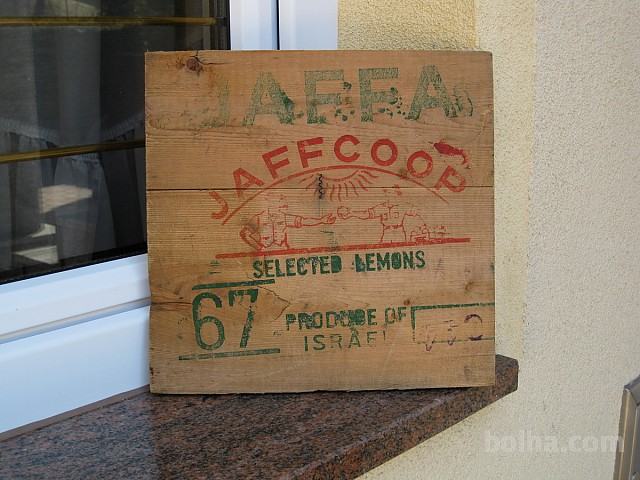 JAFFA
JAFFCOOP
SELECTED LEMONS
67
PRODUCE OF
ISRAEL
bolha.com